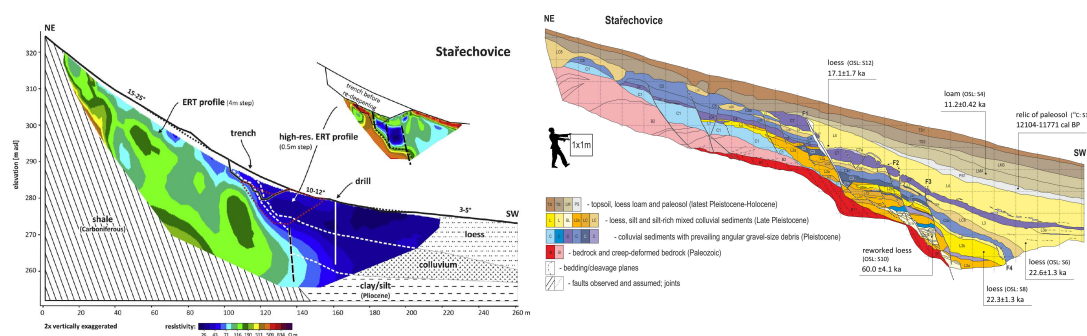 NE
Stařechovice
320
310
300
290
280
270
260
elevation [m asl]
15-25°
ERT profile (4m step)
trench
high-res. ERT profile
(0.5m step)
trench before
re-deepening
drill
10-12°
3-5°
SW
shale
(Carboniferous)
loess
colluvium
clay/silt
(Pliocene)
0 20 40 60 80 100 120 140 160 180 200 220 240 260 m
2x vertically exaggerated
resistivity:
NE
Stařechovice
loess (OSL: S12)
17.1±1.7 ka
loam (OSL: S4)
11.2±0.42 ka
relic of paleosol
12104-11771 cal BP
SW
1x1m
F1
F2
F3
F4
- topsoil, loess loam and paleosol (latest Pleistocene-Holocene)
- loess, silt and silt-rich mixed colluvial sediments (Late Pleistocene)
- colluvial sediments with prevailing angular gravel-size debris (Pleistocene)
- bedrock and creep-deformed bedrock (Paleozoic)
- bedding/cleavage planes
- faults observed and assumed; joints
reworked loess
(OSL: S10)
60.0 ±4.1 ka
loess (OSL: S6)
22.6±1.3 ka
loess (OSL: S8)
22.3±1.3 ka